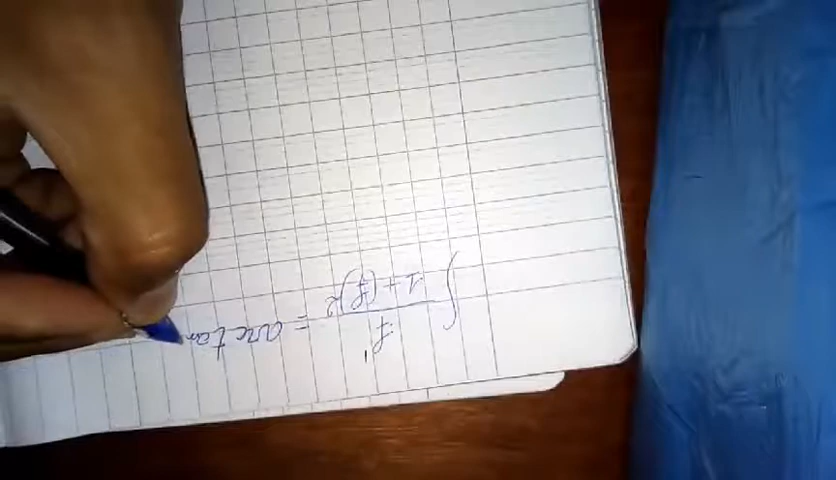 ∫ f' / (1+(f)²) = arctan